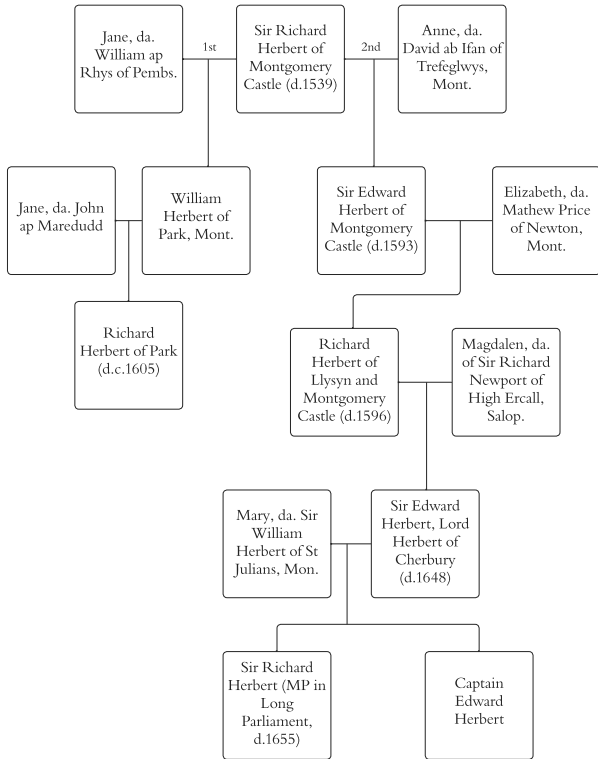 Jane, da.
William ap
Rhys of Pembs.
1st
Sir Richard
Herbert of
Montgomery
Castle (d.1539)
2nd
Anne, da.
David ab Ifan of
Trefeglwys,
Mont.
Jane, da. John
ap Maredudd
William
Herbert of
Park, Mont.
Sir Edward
Herbert of
Montgomery
Castle (d.1593)
Elizabeth, da.
Mathew Price
of Newton,
Mont.
Richard
Herbert of Park
(d.c.1605)
Richard
Herbert of
Llysyn and
Montgomery
Castle (d.1596)
Magdalen, da.
of Sir Richard
Newport of
High Ercall,
Salop.
Mary, da. Sir
William
Herbert of St
Julians, Mon.
Sir Edward
Herbert, Lord
Herbert of
Cherbury
(d.1648)
Sir Richard
Herbert (MP in
Long
Parliament,
d.1655)
Captain
Edward
Herbert